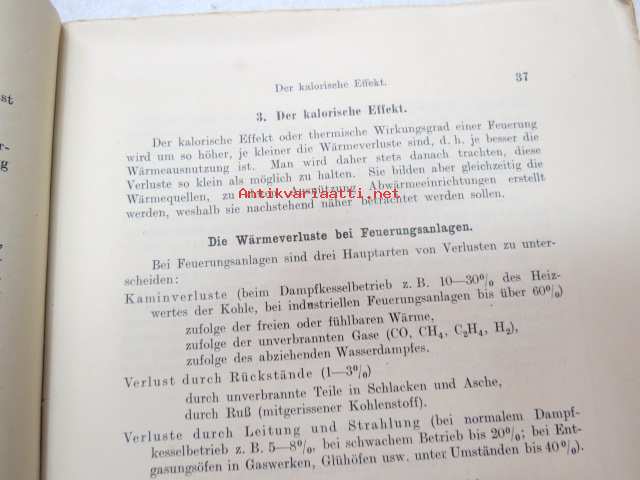 st
r-
g
Der kalorische Effekt.
37
3. Der kalorische Effekt.
Der kalorische Effekt oder thermische Wirkungsgrad einer Feuerung
wird um so höher, je kleiner die Wärmeverluste sind, d. h. je besser die
Wärmeausnutzung ist. Man wird daher stets danach trachten, diese
Verluste so klein als möglich zu halten. Sie bilden aber gleichzeitig die
Wärmequellen, zu Ausnützung Abwärmeeinrichtungen erstellt
Antikvariaatti.net
werden, weshalb sie nachstehend näher betrachtet werden sollen.
Die Wärmeverluste bei Feuerungsanlagen.
Bei Feuerungsanlagen sind drei Hauptarten von Verlusten zu unter-
scheiden:
Kaminverluste (beim Dampfkesselbetrieb z. B. 10—30% des Heiz-
wertes der Kohle, bei industriellen Feuerungsanlagen bis über 60%)
zufolge der freien oder fühlbaren Wärme,
zufolge der unverbrannten Gase (CO, CH₄, C₂H₄, H₂),
zufolge des abziehenden Wasserdampfes.
Verlust durch Rückstände (1—3%)
durch unverbrannte Teile in Schlacken und Asche,
durch Ruß (mitgerissener Kohlenstoff).
Verluste durch Leitung und Strahlung (bei normalem Dampf-
kesselbetrieb z. B. 5—8%, bei schwachem Betrieb bis 20%; bei Ent-
gasungsöfen in Gaswerken, Glühöfen usw. unter Umständen bis 40%).